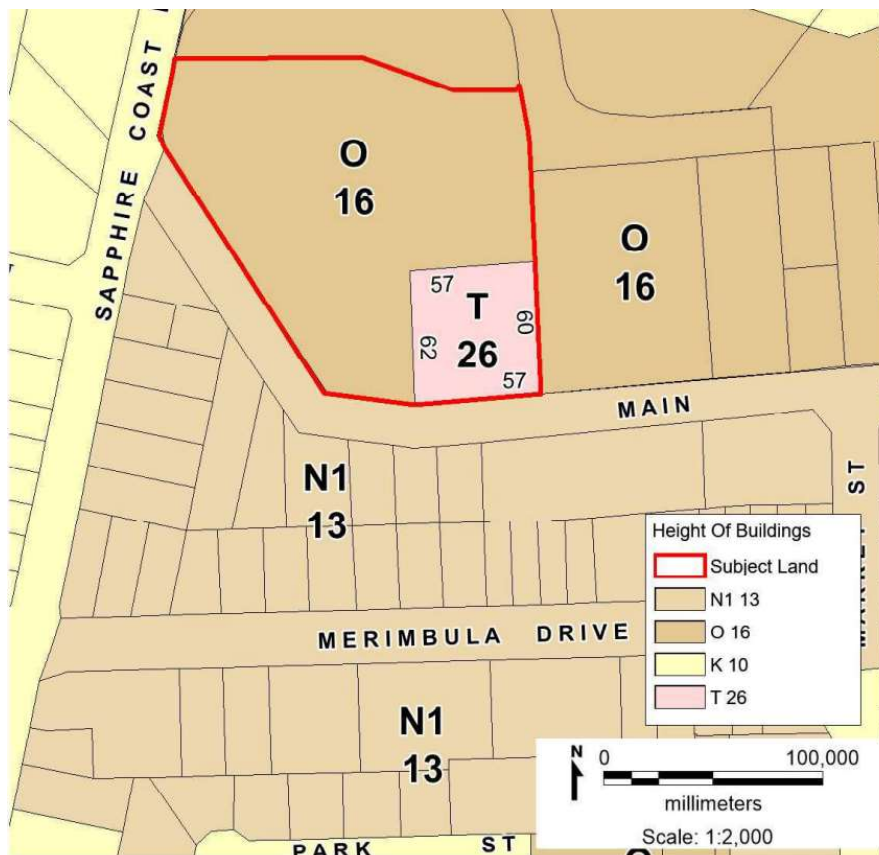 SAPPHIRE COAST
O
16
O
16
57
T
26
62
60
57
MAIN
N1
13
ST
Height Of Buildings
Subject Land
N1 13
O 16
K 10
T 26
MERIMBULA DRIVE
N1
13
N
0 100,000
millimeters
Scale: 1:2,000
PARK ST